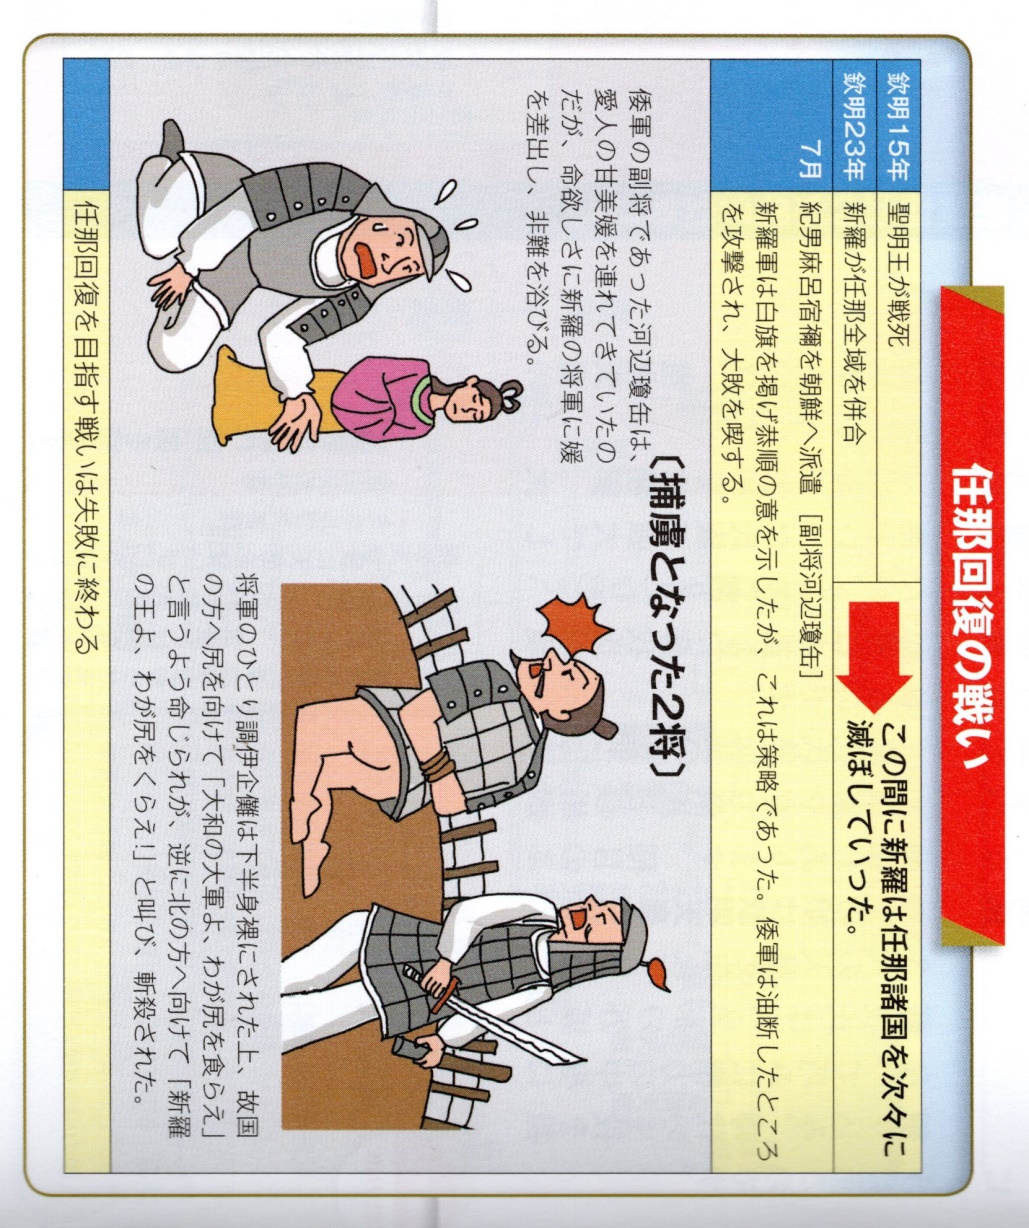 任那回復の戦い
欽明15年
聖明王が戦死
この間に新羅は任那諸国を次々に
滅ぼしていった。
欽明23年
新羅が任那全域を併合
7月
紀男麻呂宿禰を朝鮮へ派遣 [副将河辺瓊缶]
新羅軍は白旗を掲げ恭順の意を示したが、これは策略であった。倭軍は油断したところ
を攻撃され、大敗を喫する。
〔捕虜となった2将〕
倭軍の副将であった河辺瓊缶は、
愛人の甘美媛を連れてきていたの
だが、命欲しさに新羅の将軍に媛
を差出し、非難を浴びる。
将軍のひとり調伊企儺は下半身裸にされた上、故国
の方へ尻を向けて「大和の大軍よ、わが尻を食らえ」
と言うよう命じられが、逆に北の方へ向けて「新羅
の王よ、わが尻をくらえ!」と叫び、斬殺された。
任那回復を目指す戦いは失敗に終わる